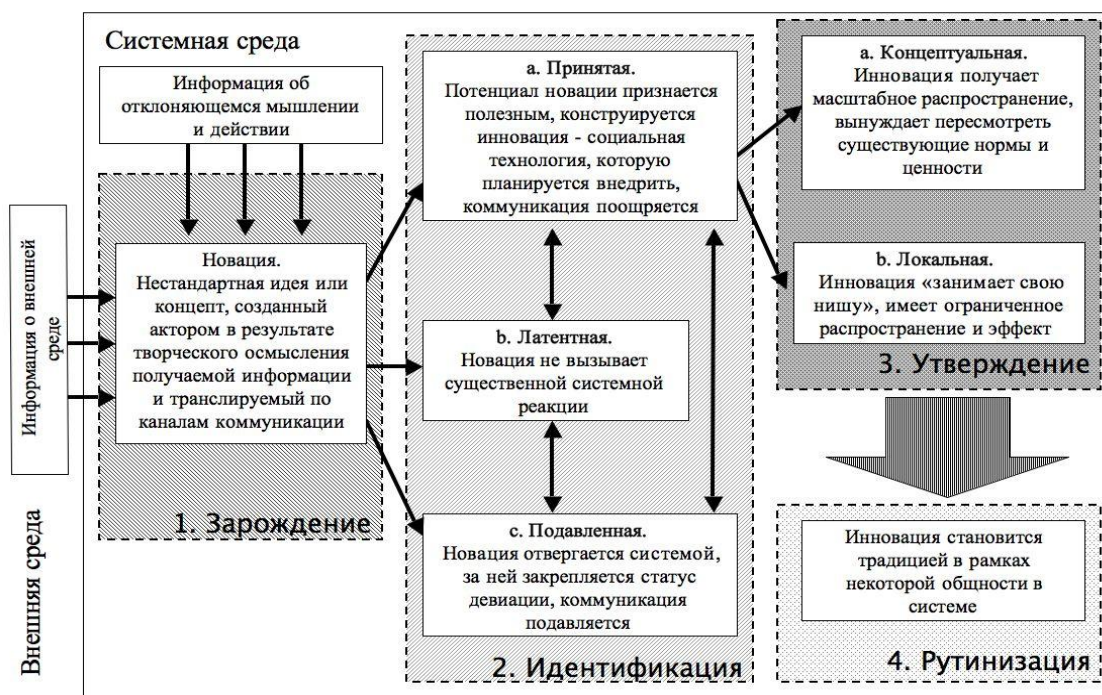 Системная среда
Информация об
отклоняющемся мышлении
и действии
Информация о внешней
среде
Внешняя среда
Новация.
Нестандартная идея или
концепт, созданный
актором в результате
творческого осмысления
получаемой информации
и транслируемый по
каналам коммуникации
1. Зарождение
a. Принятая.
Потенциал новации признается
полезным, конструируется
инновация - социальная
технология, которую
планируется внедрить,
коммуникация поощряется
b. Латентная.
Новация не вызывает
существенной системной
реакции
c. Подавленная.
Новация отвергается системой,
за ней закрепляется статус
девиации, коммуникация
подавляется
2. Идентификация
a. Концептуальная.
Инновация получает
масштабное распространение,
вынуждает пересмотреть
существующие нормы и
ценности
b. Локальная.
Инновация «занимает свою
нишу», имеет ограниченное
распространение и эффект
3. Утверждение
Инновация становится
традицией в рамках
некоторой общности в
системе
4. Рутинизация